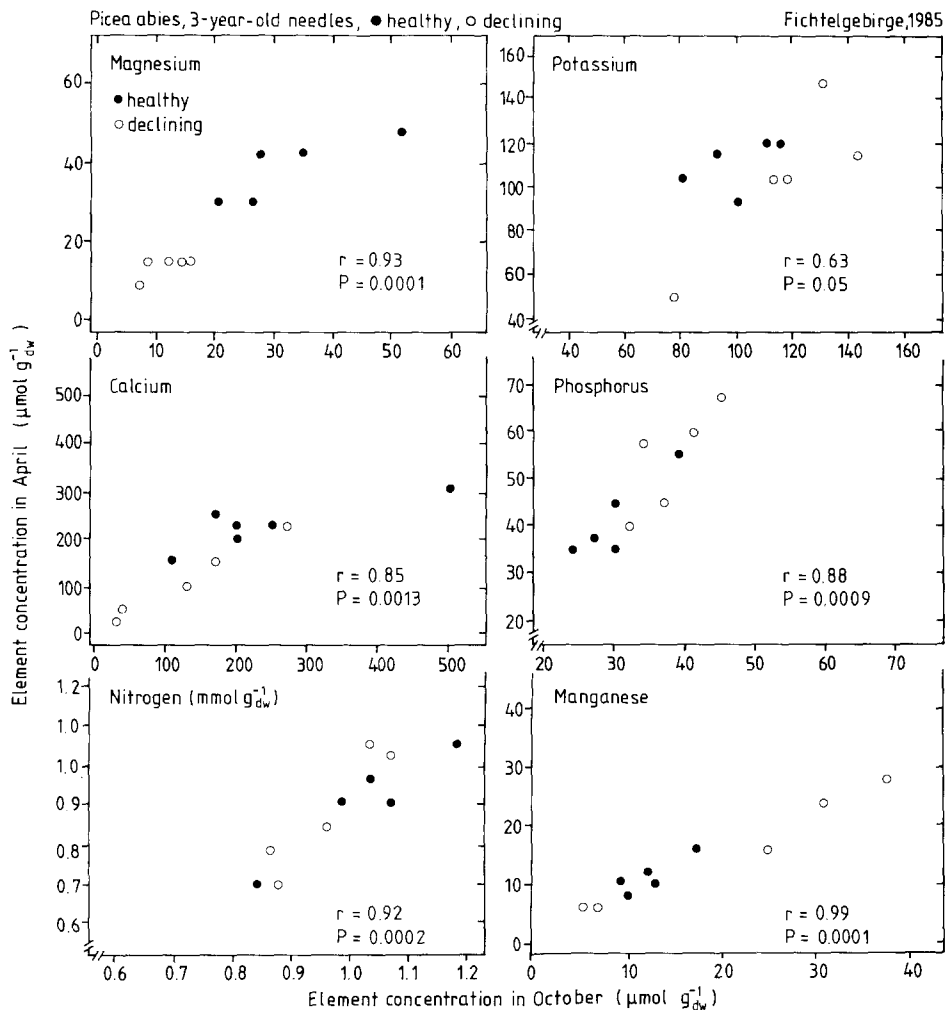 Picea abies, 3-year-old needles, ● healthy ○ declining Fichtelgebirge, 1985
Magnesium
● healthy
○ declining
60
40
20
0
r = 0.93
P = 0.0001
0 10 20 30 40 50 60
Potassium
160
140
120
100
80
60
40
r = 0.63
P = 0.05
40 60 80 100 120 140 160
Calcium
500
400
300
200
100
0
r = 0.85
P = 0.0013
0 100 200 300 400 500
Phosphorus
70
60
50
40
30
20
r = 0.88
P = 0.0009
20 30 40 50 60 70
Nitrogen (mmol g⁻¹dw)
1.2
1.0
1.0
0.9
0.8
0.7
0.6
r = 0.92
P = 0.0002
0.6 0.7 0.8 0.9 1.0 1.2
Manganese
40
30
20
10
0
r = 0.99
P = 0.0001
0 10 20 30 40
Element concentration in April (µmol g⁻¹dw)
Element concentration in October (µmol g⁻¹dw)